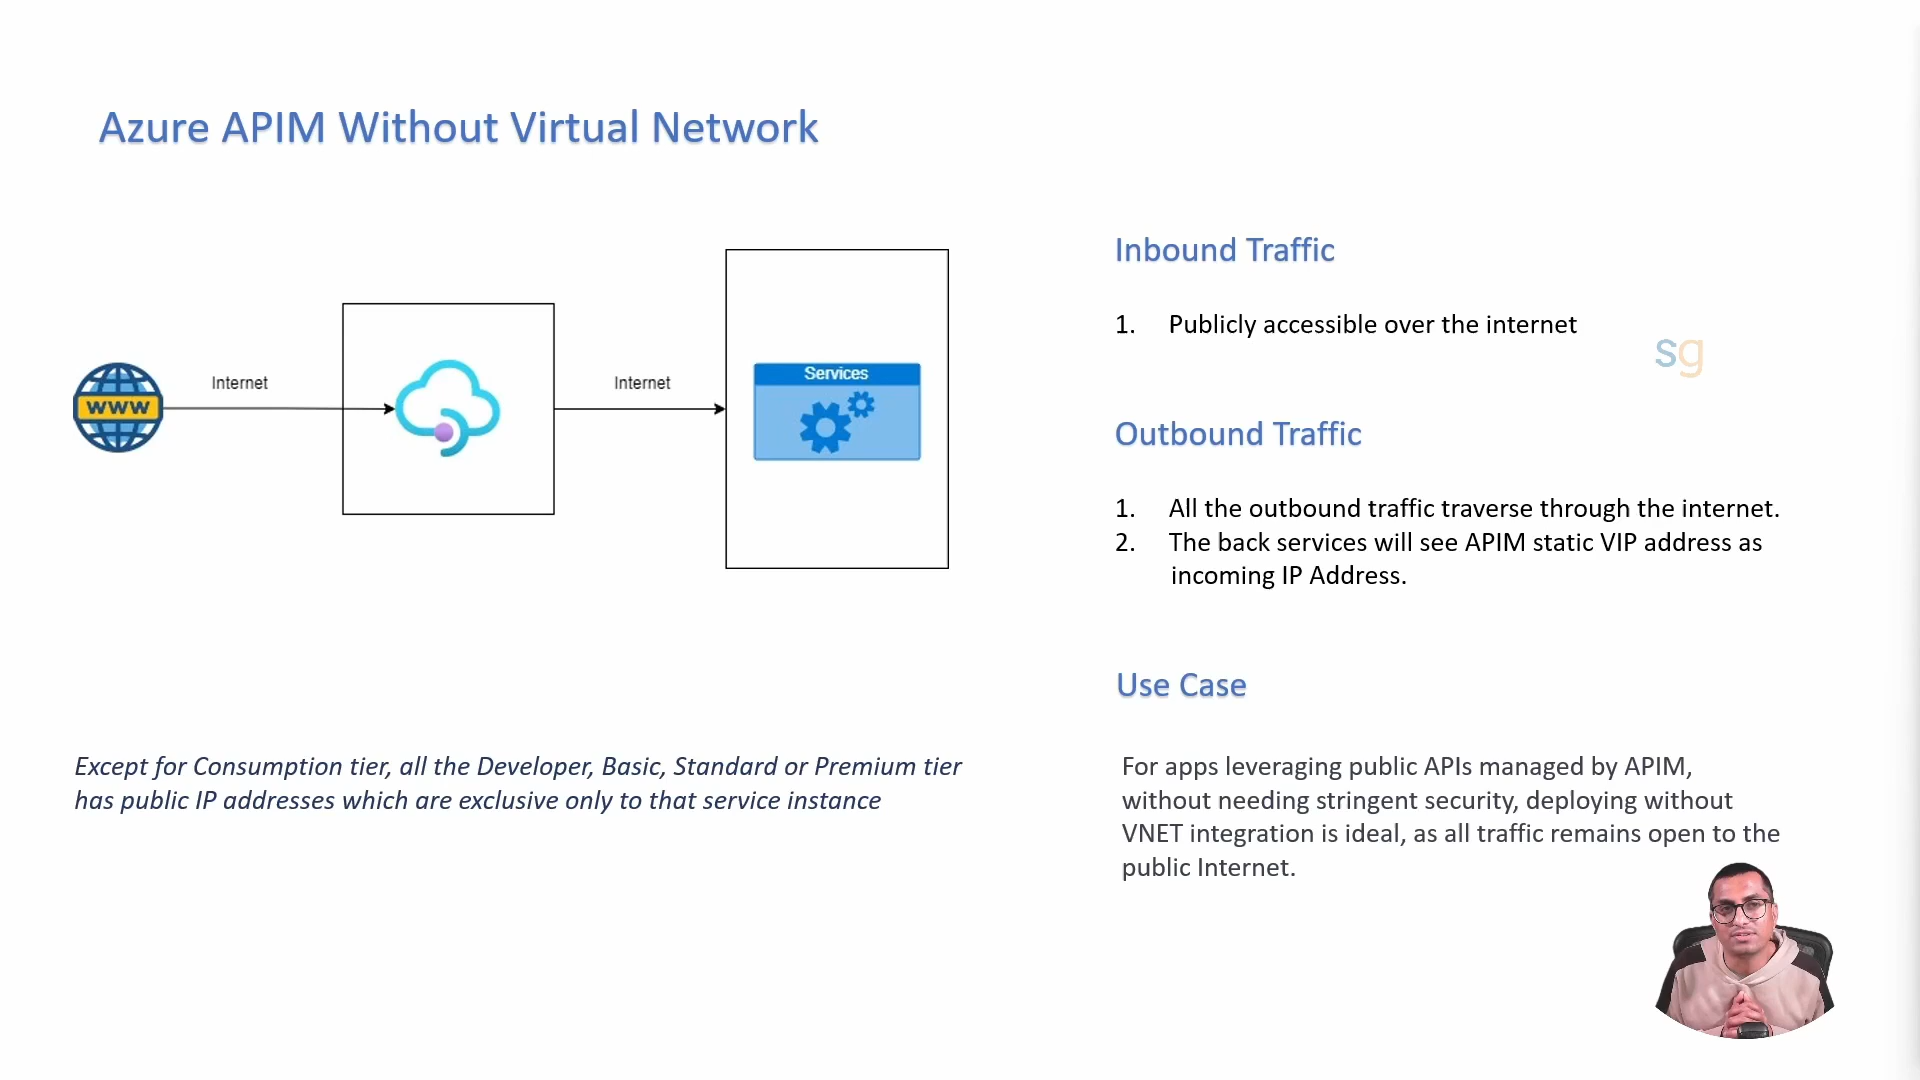 Azure APIM Without Virtual Network
Internet
Internet
www
Services
Inbound Traffic
1. Publicly accessible over the internet
sg
Outbound Traffic
1. All the outbound traffic traverse through the internet.
2. The back services will see APIM static VIP address as
incoming IP Address.
Use Case
For apps leveraging public APIs managed by APIM,
without needing stringent security, deploying without
VNET integration is ideal, as all traffic remains open to the
public Internet.
Except for Consumption tier, all the Developer, Basic, Standard or Premium tier
has public IP addresses which are exclusive only to that service instance